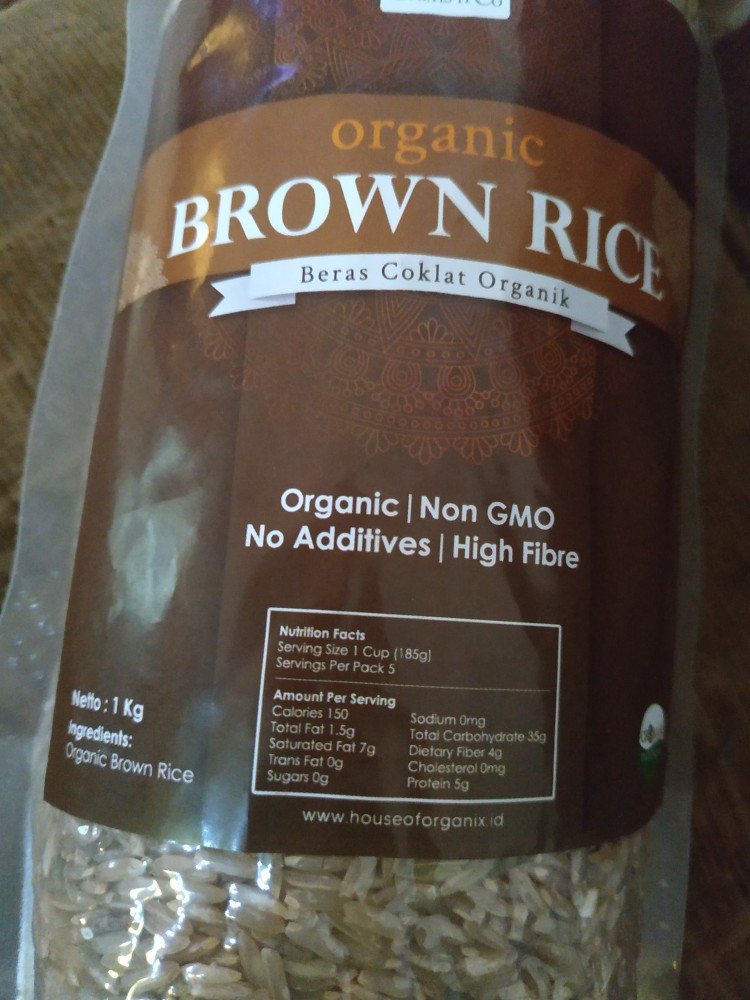 organic
BROWN RICE
Beras Coklat Organik
Organic | Non GMO
No Additives | High Fibre
Nutrition Facts
Serving Size 1 Cup (185g)
Servings Per Pack 5
Amount Per Serving
Calories 150
Total Fat 1.5g
Saturated Fat 7g
Trans Fat 0g
Sugars 0g
Sodium 0mg
Total Carbohydrate 35g
Dietary Fiber 4g
Cholesterol 0mg
Protein 5g
Netto : 1 Kg
Ingredients:
Organic Brown Rice
www.houseoforganix.id